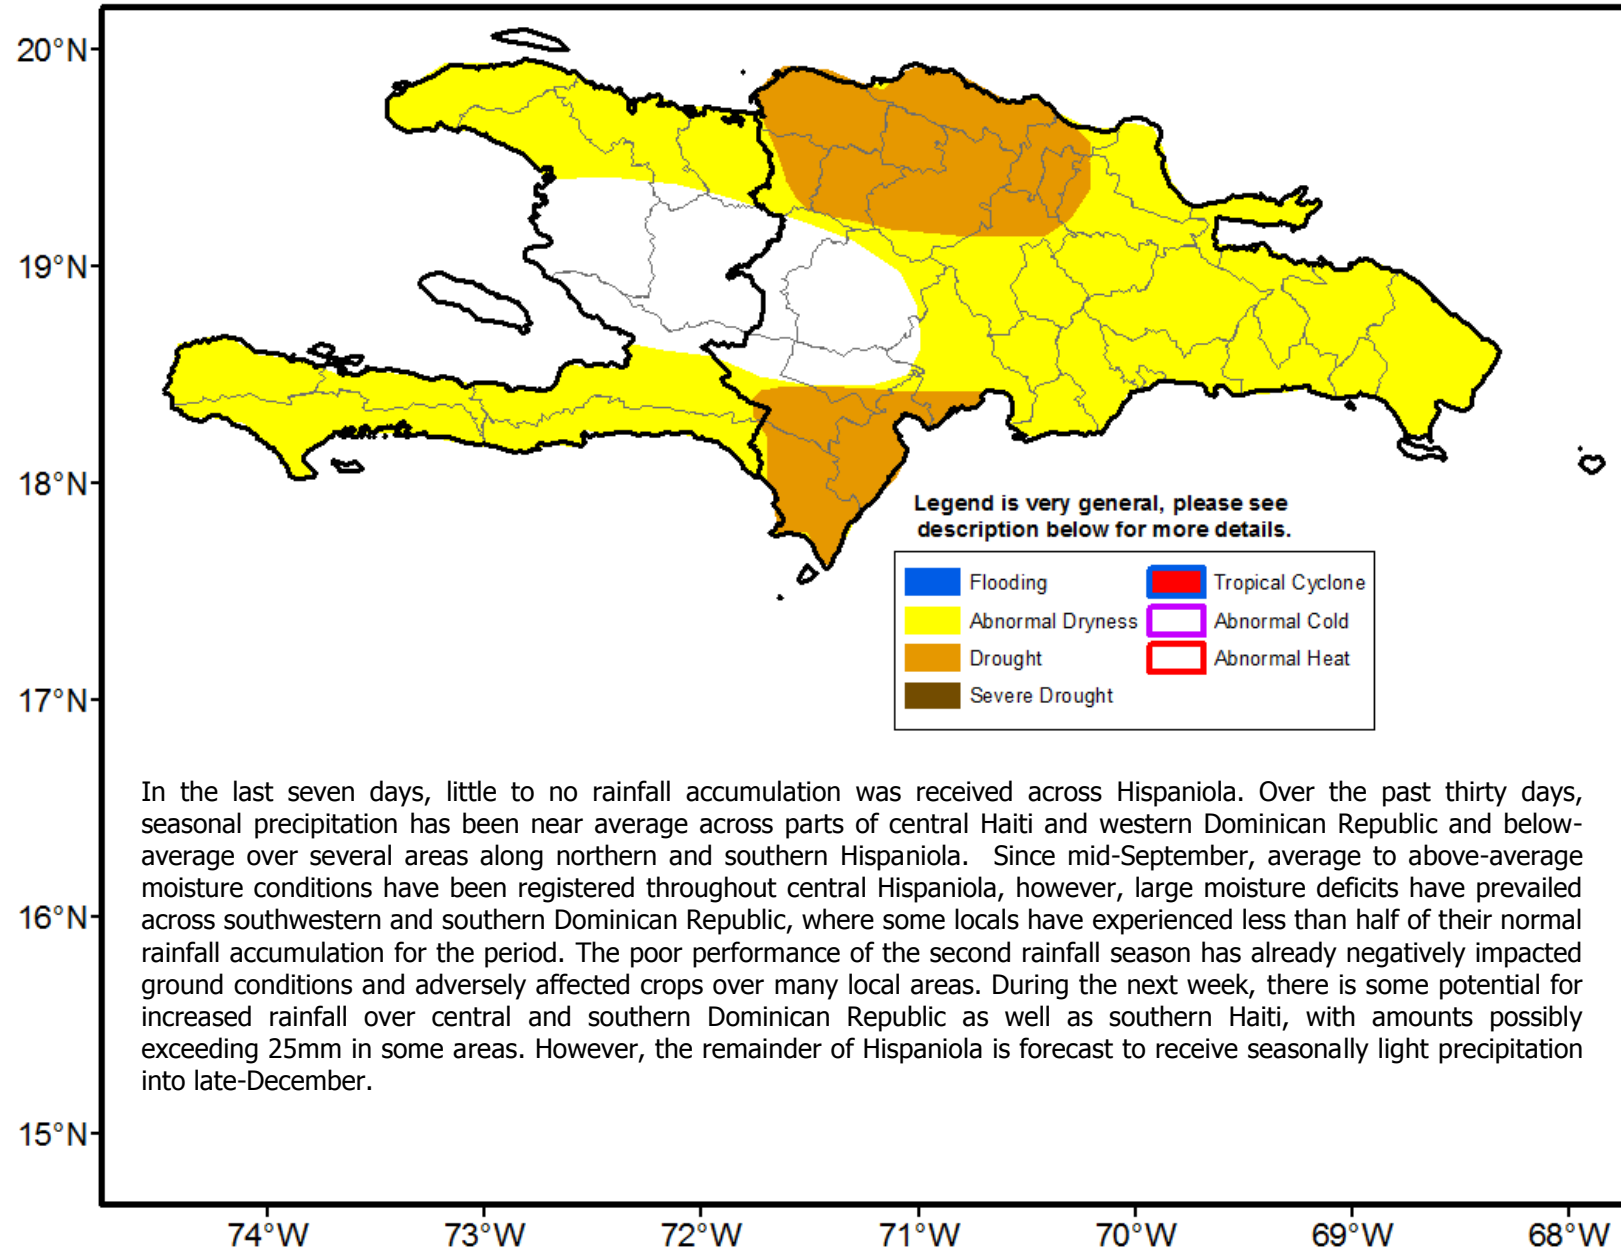 20°N
19°N
18°N
17°N
16°N
15°N
Legend is very general, please see
description below for more details.
Flooding
Tropical Cyclone
Abnormal Dryness
Abnormal Cold
Drought
Abnormal Heat
Severe Drought
In the last seven days, little to no rainfall accumulation was received across Hispaniola. Over the past thirty days,
seasonal precipitation has been near average across parts of central Haiti and western Dominican Republic and below-
average over several areas along northern and southern Hispaniola. Since mid-September, average to above-average
moisture conditions have been registered throughout central Hispaniola, however, large moisture deficits have prevailed
across southwestern and southern Dominican Republic, where some locals have experienced less than half of their normal
rainfall accumulation for the period. The poor performance of the second rainfall season has already negatively impacted
ground conditions and adversely affected crops over many local areas. During the next week, there is some potential for
increased rainfall over central and southern Dominican Republic as well as southern Haiti, with amounts possibly
exceeding 25mm in some areas. However, the remainder of Hispaniola is forecast to receive seasonally light precipitation
into late-December.
74°W 73°W 72°W 71°W 70°W 69°W 68°W